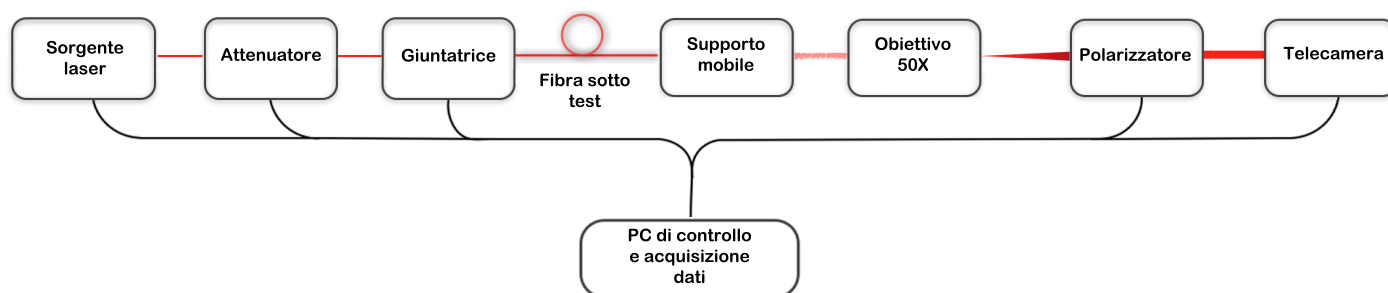 Sorgente
laser
Attenuatore
Giuntatrice
Fibra sotto
test
Supporto
mobile
Obiettivo
50X
Polarizzatore
Telecamera
PC di controllo
e acquisizione
dati